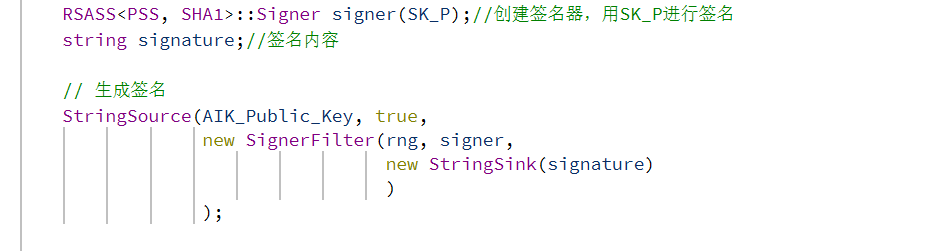 RSASS<PSS, SHA1>::Signer signer(SK_P);//创建签名器，用SK_P进行签名
string signature;//签名内容
// 生成签名
StringSource(AIK_Public_Key, true,
new SignerFilter(rng, signer,
new StringSink(signature)
)
);